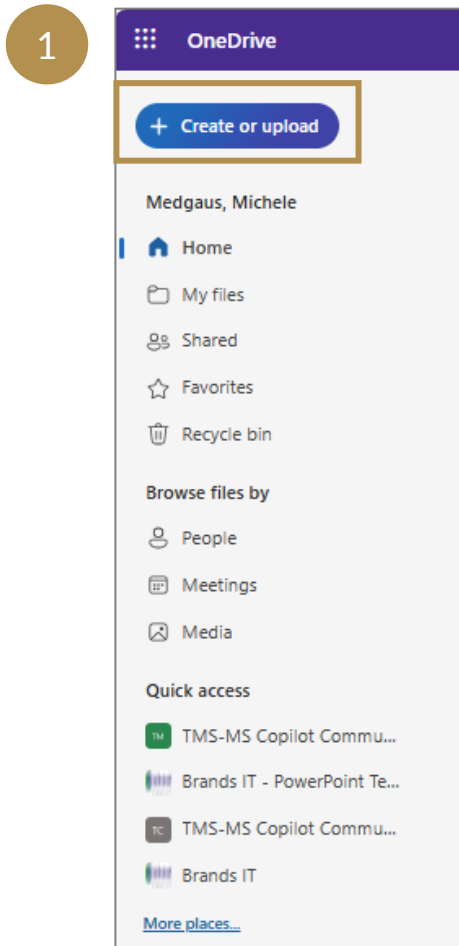 1
OneDrive
+ Create or upload
Medgaus, Michele
Home
My files
Shared
Favorites
Recycle bin
Browse files by
People
Meetings
Media
Quick access
TM TMS-MS Copilot Commu...
Brands IT - PowerPoint Te...
TC TMS-MS Copilot Commu...
Brands IT
More places...